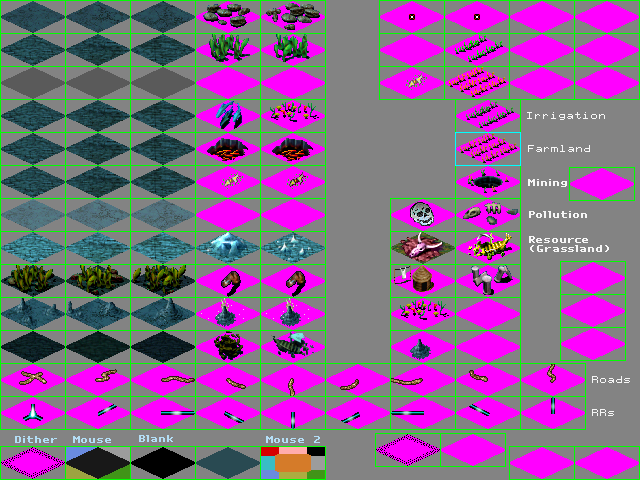 Irrigation
Farmland
Mining
Pollution
Resource
(Grassland)
Roads
RRs
Dither Mouse Blank Mouse 2